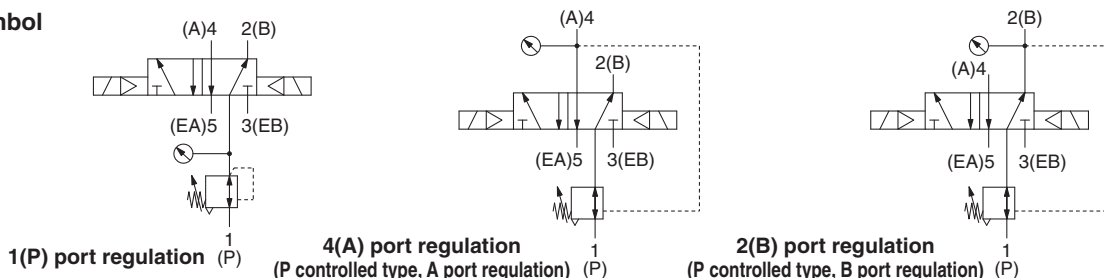 mbol
(A)4 2(B)
(EA)5 3(EB)
1
(P)
1(P) port regulation
(A)4
2(B)
(EA)5 3(EB)
1
(P)
4(A) port regulation
(P controlled type, A port regulation)
2(B)
(A)4
(EA)5 3(EB)
1
(P)
2(B) port regulation
(P controlled type, B port regulation)